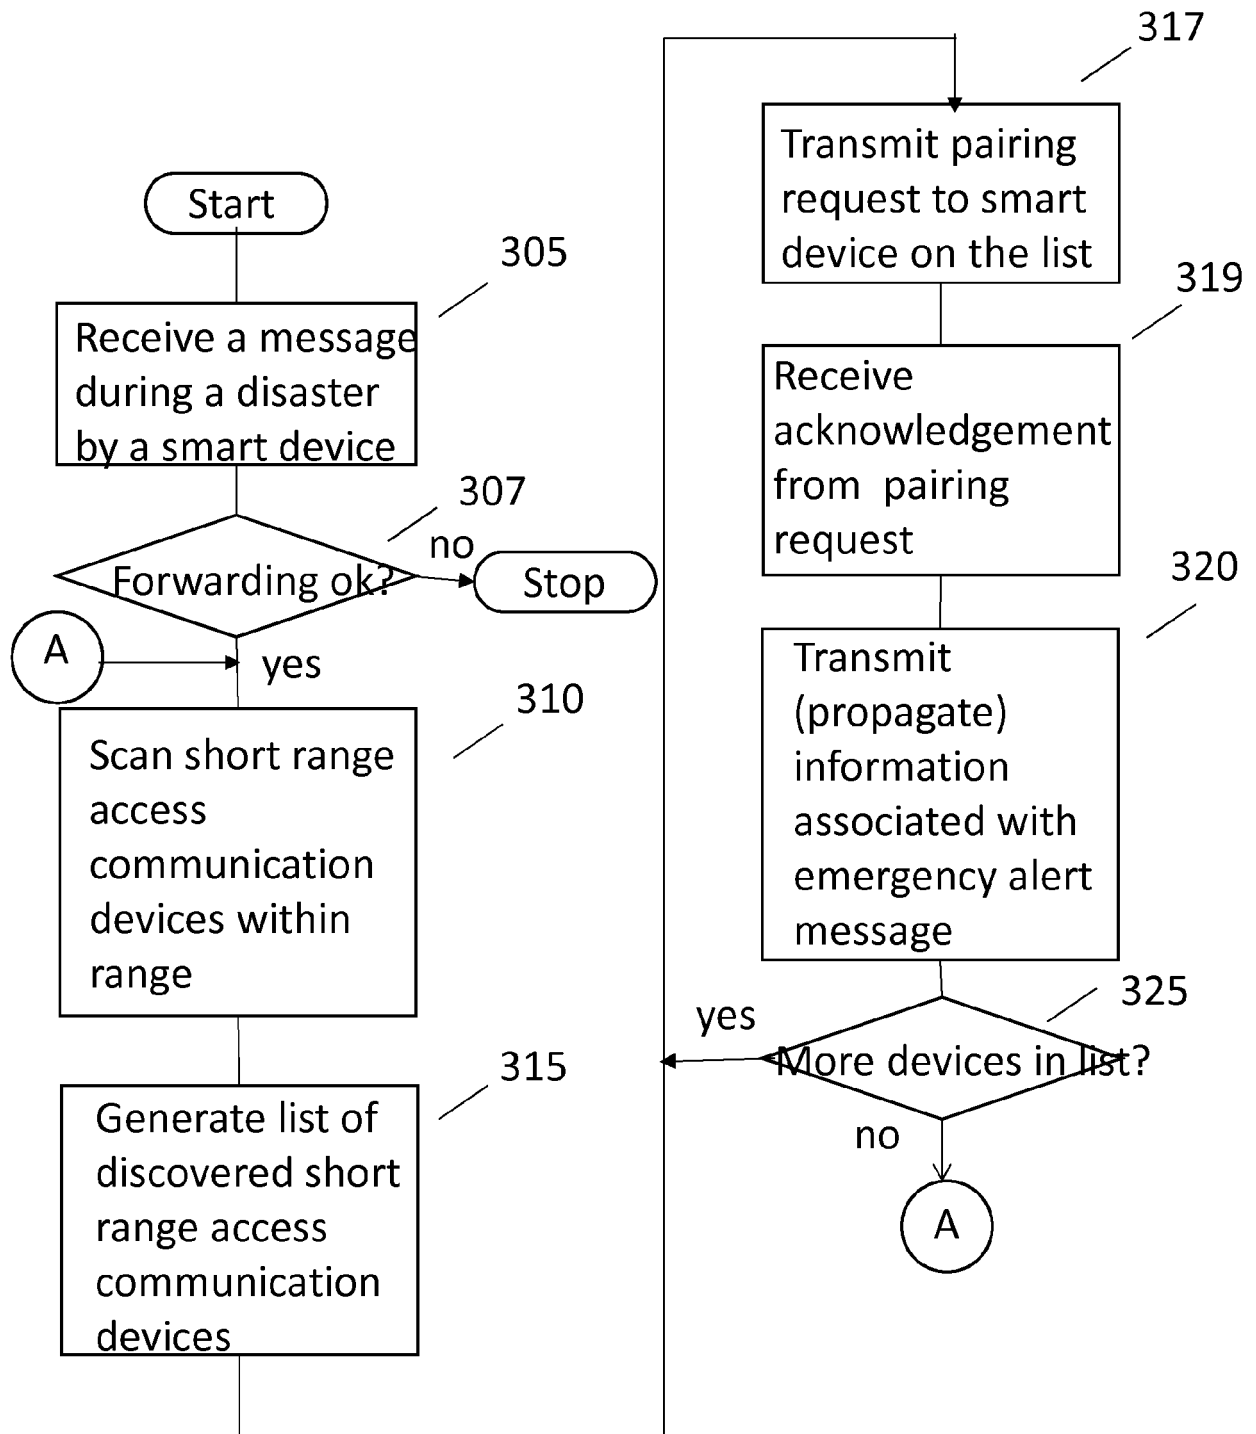 Start
305
Receive a message
during a disaster
by a smart device
307
Forwarding ok?
no
Stop
A
yes
310
Scan short range
access
communication
devices within
range
315
Generate list of
discovered short
range access
communication
devices
317
Transmit pairing
request to smart
device on the list
319
Receive
acknowledgement
from pairing
request
320
Transmit
(propagate)
information
associated with
emergency alert
message
325
yes
More devices in list?
no
A